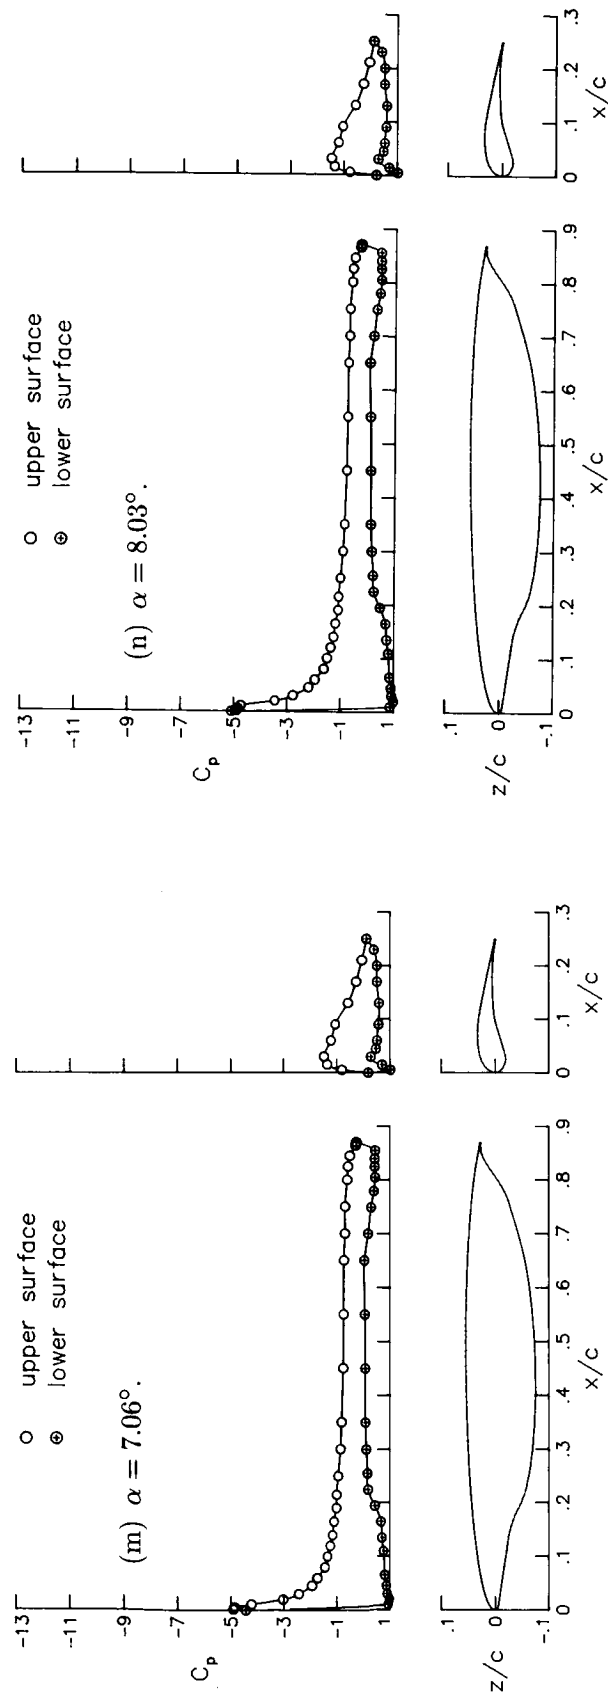 -13
-11
-9
-7
-5
-3
-1
1
Cp
○ upper surface
⊕ lower surface
(m) α = 7.06°.
.1
0
-.1
z/c
0 .1 .2 .3 .4 .5 .6 .7 .8 .9
x/c
0 .1 .2 .3
x/c
-13
-11
-9
-7
-5
-3
-1
1
Cp
○ upper surface
⊕ lower surface
(n) α = 8.03°.
.1
0
-.1
z/c
0 .1 .2 .3 .4 .5 .6 .7 .8 .9
x/c
0 .1 .2 .3
x/c